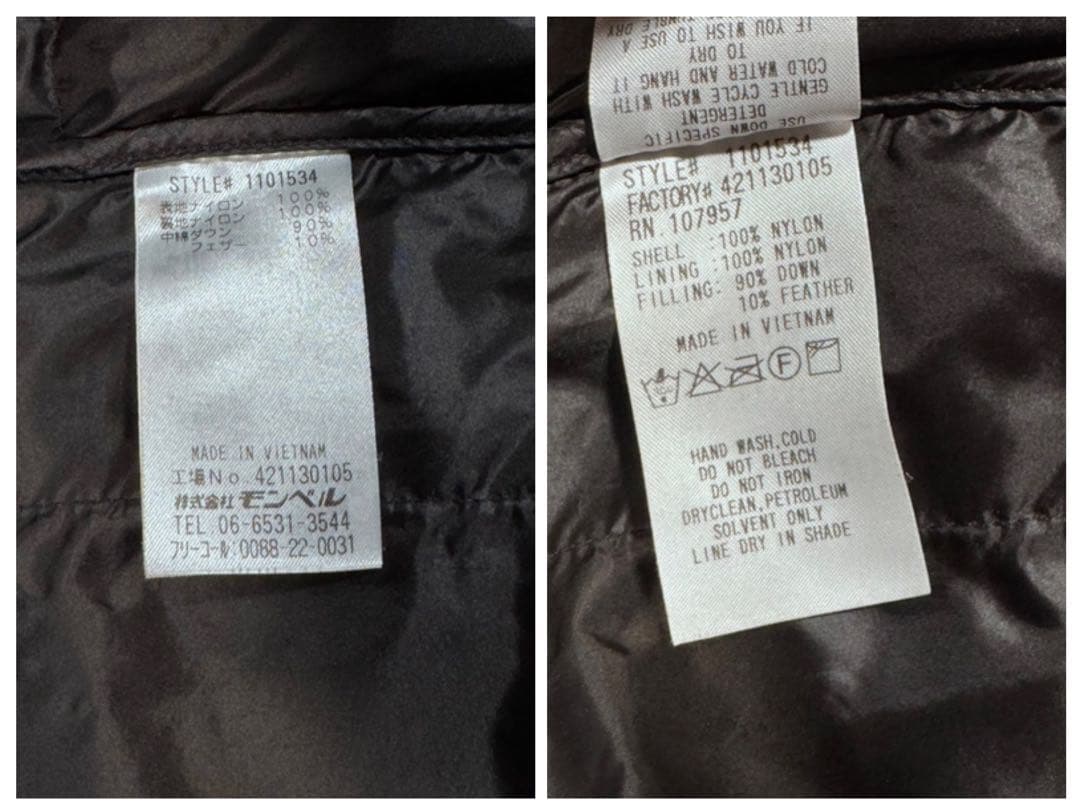 STYLE# 1101534
表地ナイロン 100%
裏地ナイロン 100%
中綿ダウン 90%
フェザー 10%
MADE IN VIETNAM
工場No. 421130105
株式会社モンベル
TEL. 06-6531-3544
フリーコール:0088-22-0031
USE DOWN SPECIFIC
DETERGENT
GENTLE CYCLE WASH WITH
COLD WATER AND HANG IT
TO DRY
IF YOU WISH TO USE A
TUMBLE DRY
STYLE# 1101534
FACTORY# 421130105
RN.107957
SHELL :100% NYLON
LINING :100% NYLON
FILLING: 90% DOWN
10% FEATHER
MADE IN VIETNAM
F
HAND WASH,COLD
DO NOT BLEACH
DO NOT IRON
DRYCLEAN,PETROLEUM
SOLVENT ONLY
LINE DRY IN SHADE